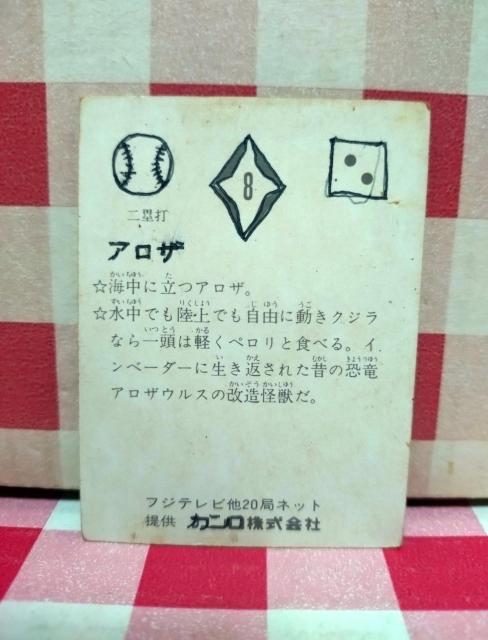 8
二塁打
アロザ
☆海中に立つアロザ。
☆水中でも陸上でも自由に動きクジラ
なら一頭は軽くペロリと食べる。イ
ンベーダーに生き返された昔の恐竜
アロザウルスの改造怪獣だ。
フジテレビ他20局ネット
提供 カンロ株式会社